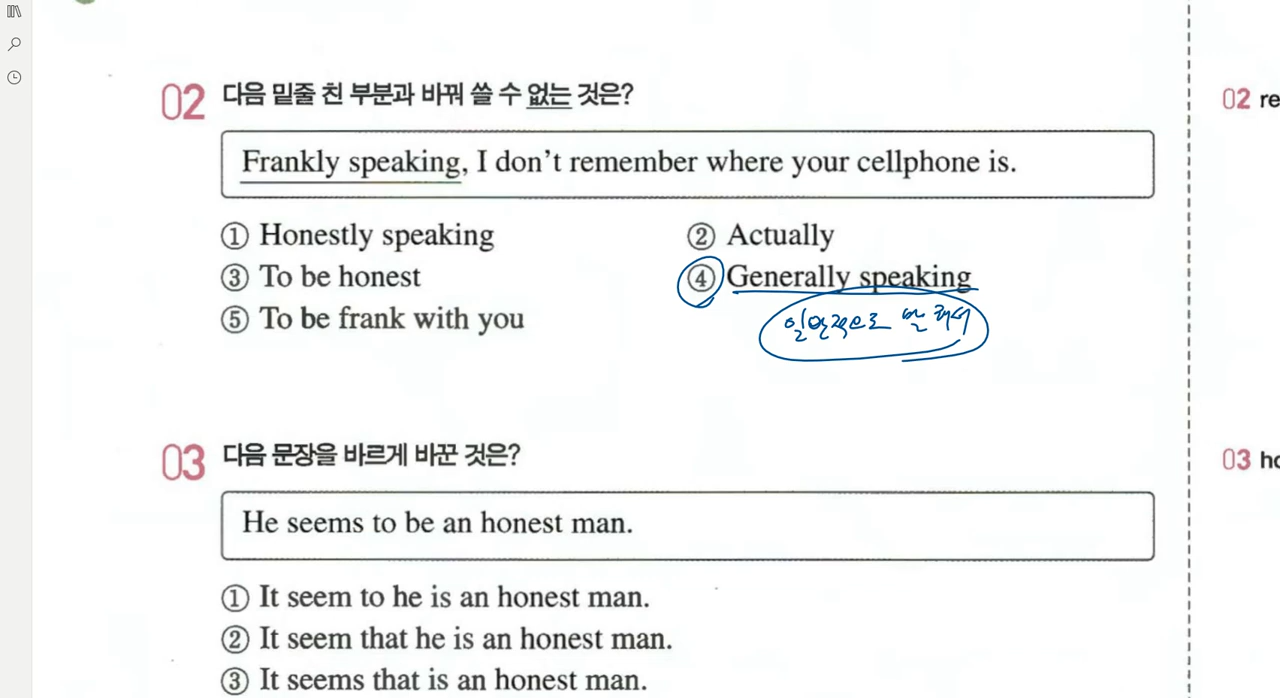 02 다음 밑줄 친 부분과 바꿔 쓸 수 없는 것은?
02 re
Frankly speaking, I don't remember where your cellphone is.
① Honestly speaking
② Actually
③ To be honest
④ Generally speaking
⑤ To be frank with you
일반적으로 말해서
03 다음 문장을 바르게 바꾼 것은?
03 ho
He seems to be an honest man.
① It seem to he is an honest man.
② It seem that he is an honest man.
③ It seems that is an honest man.